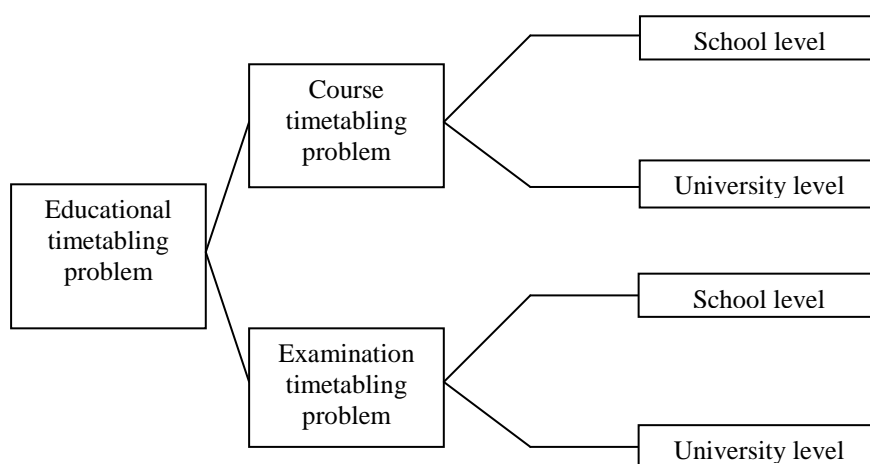 Educational
timetabling
problem
Course
timetabling
problem
School level
University level
Examination
timetabling
problem
School level
University level